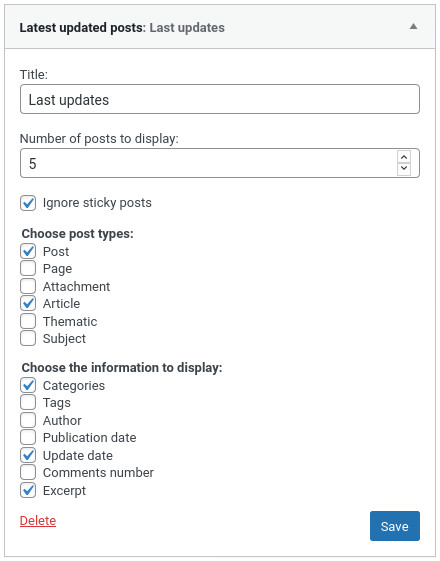 Latest updated posts: Last updates
Title:
Last updates
Number of posts to display:
5
Ignore sticky posts
Choose post types:
Post
Page
Attachment
Article
Thematic
Subject
Choose the information to display:
Categories
Tags
Author
Publication date
Update date
Comments number
Excerpt
Delete Save